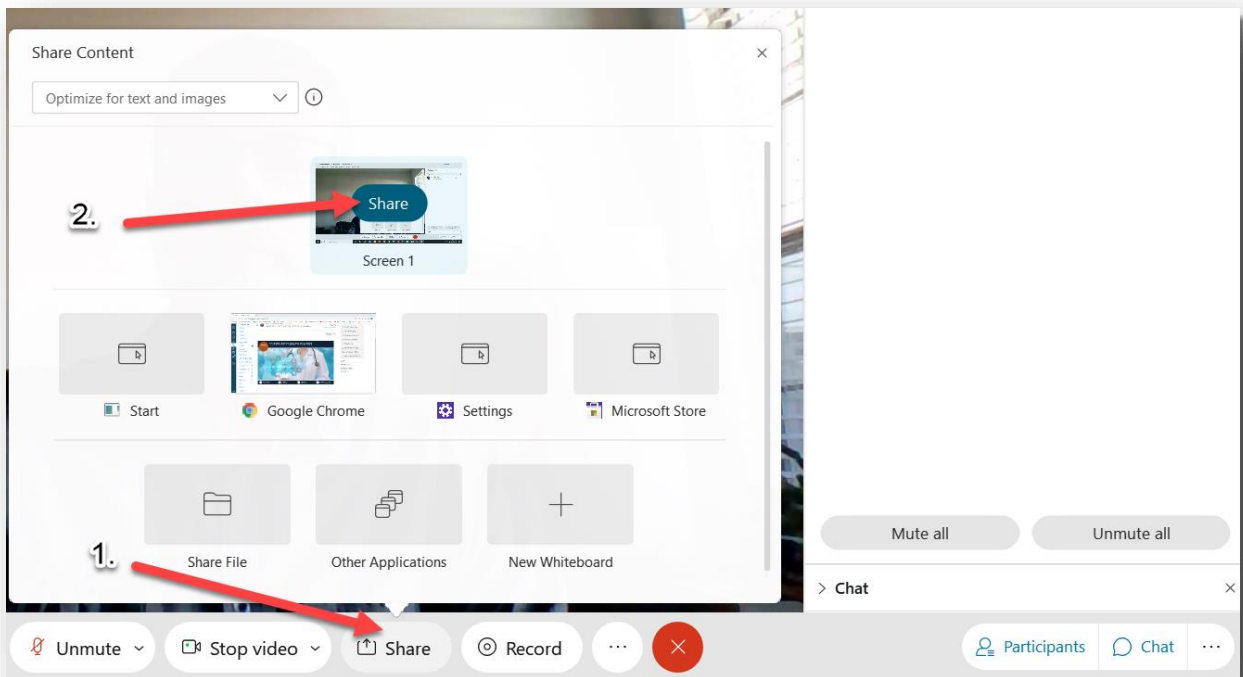 Share Content
Optimize for text and images
2.
Share
Screen 1
Start
Google Chrome
Settings
Microsoft Store
1.
Share File
Other Applications
New Whiteboard
Mute all
Unmute all
Chat
Unmute
Stop video
Share
Record
Participants
Chat